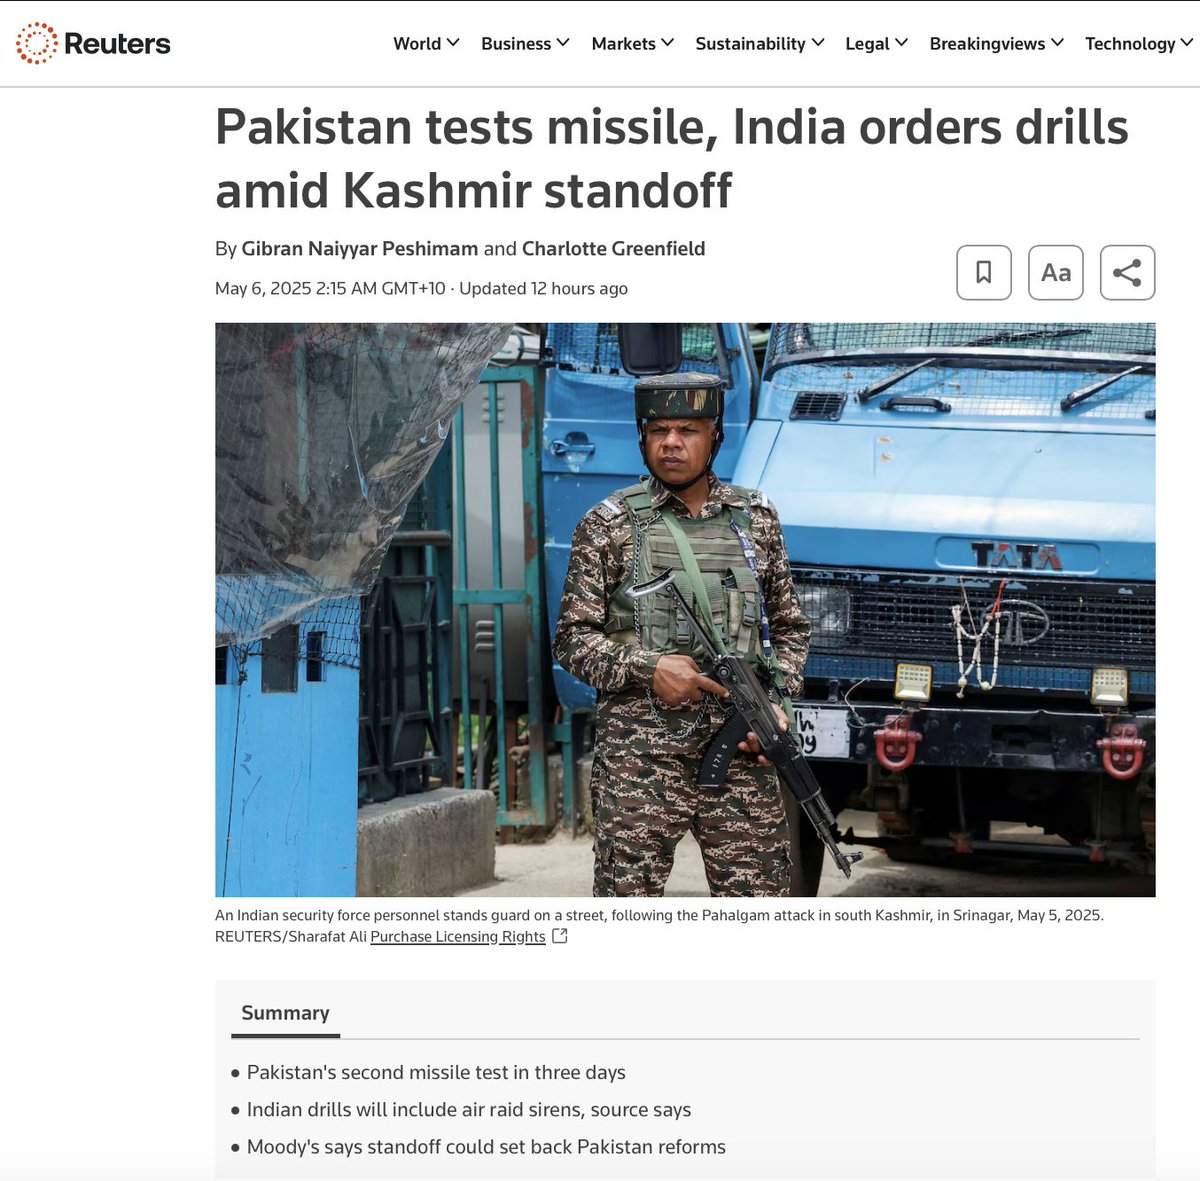 Reuters
World Business Markets Sustainability Legal Breakingviews Technology
Pakistan tests missile, India orders drills
amid Kashmir standoff
By Gibran Naiyyar Peshimam and Charlotte Greenfield
May 6, 2025 2:15 AM GMT+10 · Updated 12 hours ago
Aa
TATA
An Indian security force personnel stands guard on a street, following the Pahalgam attack in south Kashmir, in Srinagar, May 5, 2025.
REUTERS/Sharafat Ali Purchase Licensing Rights
Summary
• Pakistan's second missile test in three days
• Indian drills will include air raid sirens, source says
• Moody's says standoff could set back Pakistan reforms